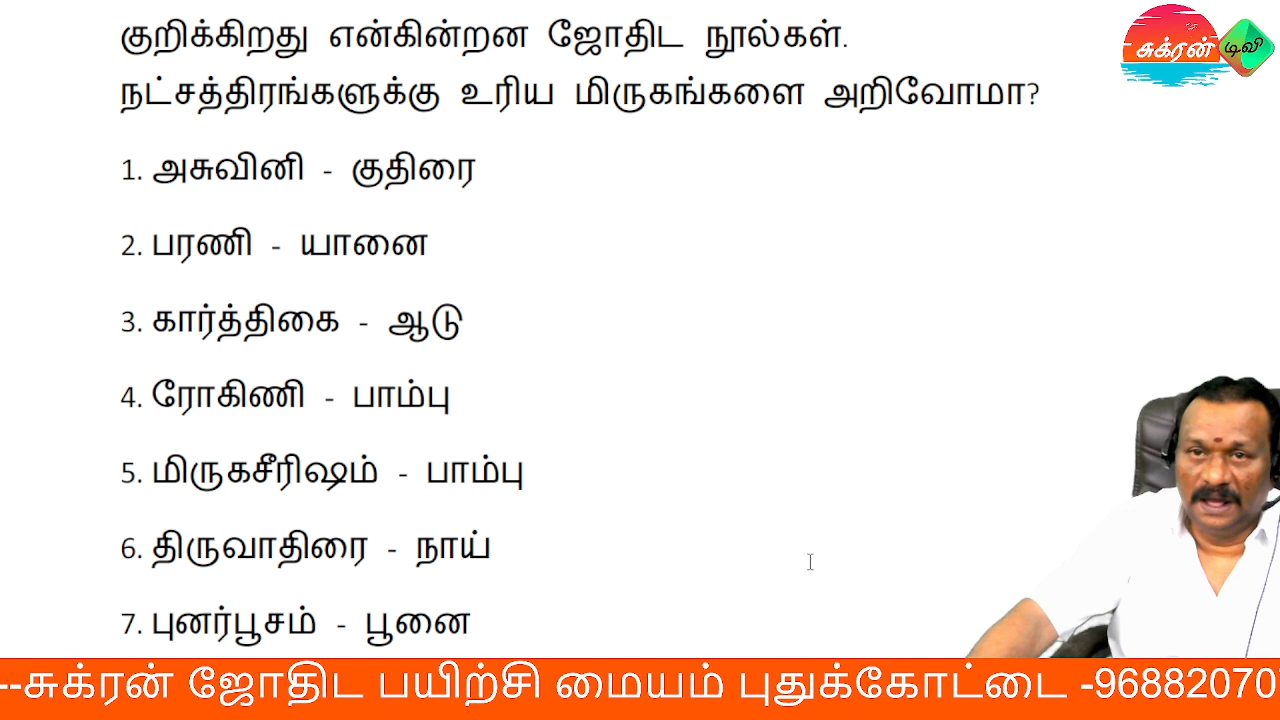 குறிக்கிறது என்கின்றன ஜோதிட நூல்கள்.
நட்சத்திரங்களுக்கு உரிய மிருகங்களை அறிவோமா?
1. அசுவினி - குதிரை
2. பரணி - யானை
3. கார்த்திகை - ஆடு
4. ரோகிணி - பாம்பு
5. மிருகசீரிஷம் - பாம்பு
6. திருவாதிரை - நாய்
7. புனர்பூசம் - பூனை
சுக்ரன் டிவி
--சுக்ரன் ஜோதிட பயிற்சி மையம் புதுக்கோட்டை -96882070